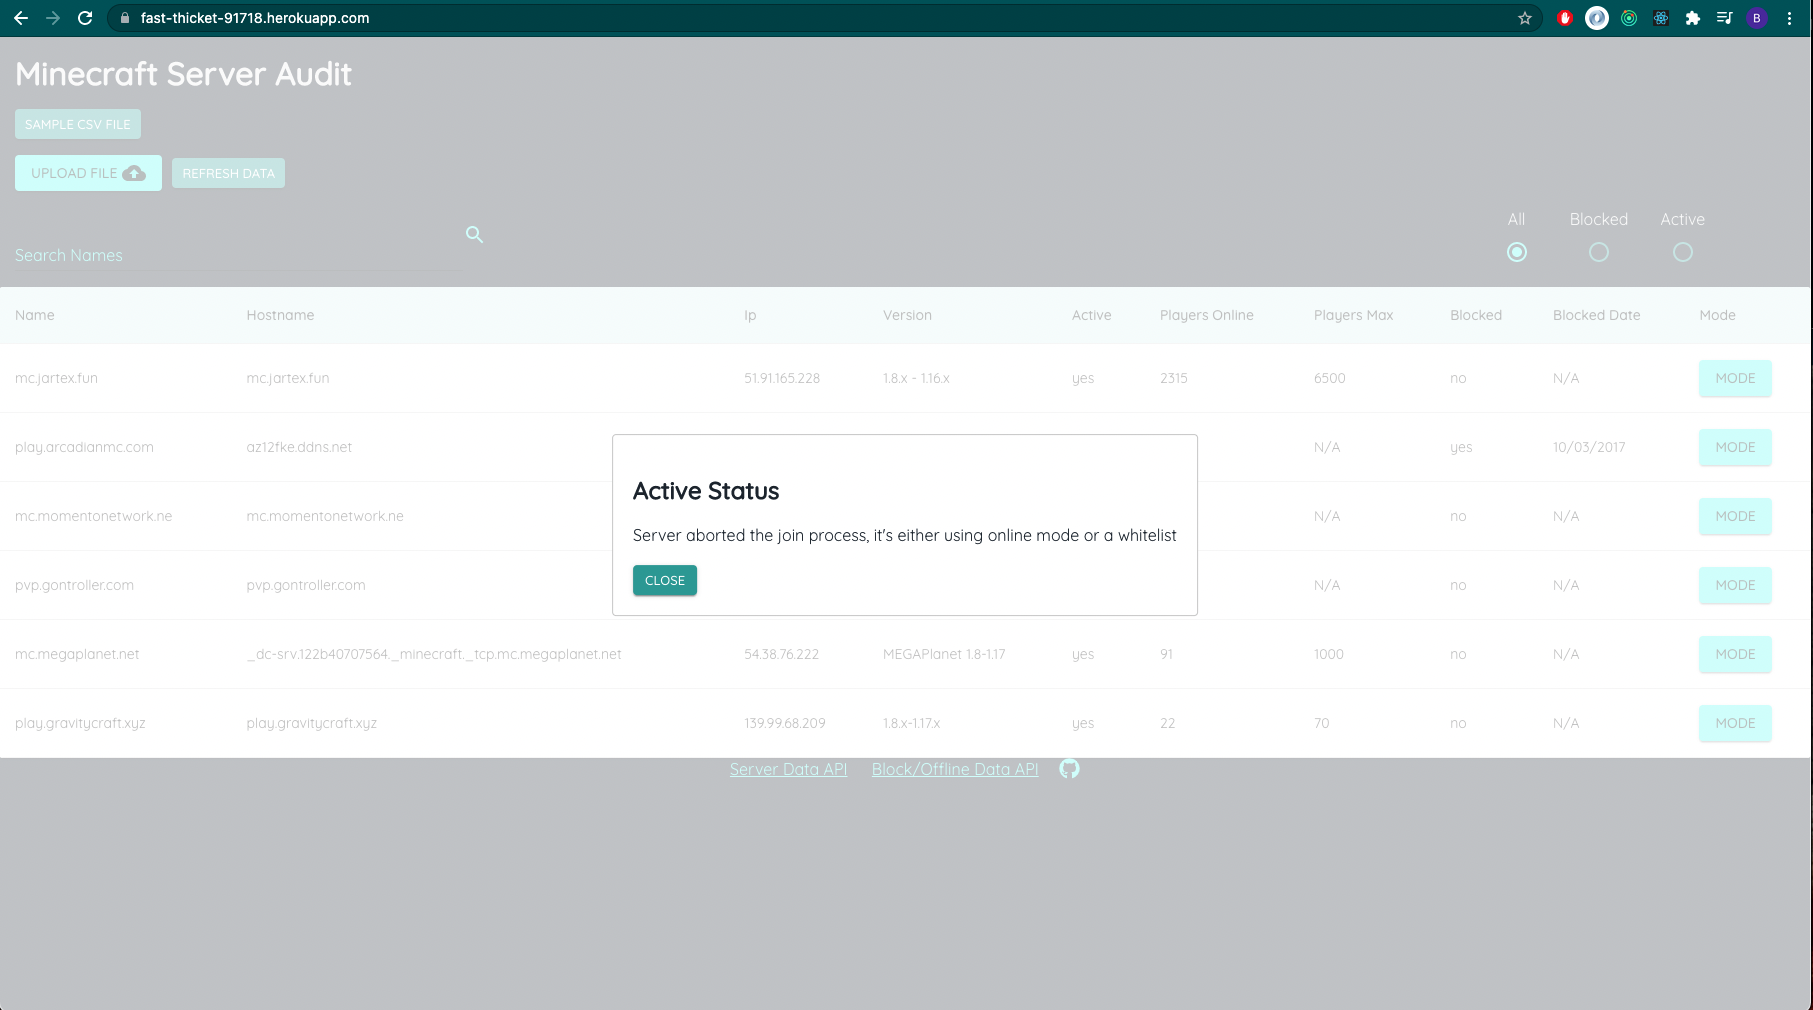 fast-thicket-91718.herokuapp.com
B
Minecraft Server Audit
SAMPLE CSV FILE
UPLOAD FILE REFRESH DATA
All Blocked Active
Search Names
Name Hostname Ip Version Active Players Online Players Max Blocked Blocked Date Mode
mc.jartex.fun mc.jartex.fun 51.91.165.228 1.8.x - 1.16.x yes 2315 6500 no N/A MODE
play.arcadianmc.com az12fke.ddns.net N/A yes 10/03/2017 MODE
mc.momentonetwork.ne mc.momentonetwork.ne N/A no N/A MODE
pvp.gontroller.com pvp.gontroller.com N/A no N/A MODE
mc.megaplanet.net _dc-srv.122b40707564._minecraft._tcp.mc.megaplanet.net 54.38.76.222 MEGAPlanet 1.8-1.17 yes 91 1000 no N/A MODE
play.gravitycraft.xyz play.gravitycraft.xyz 139.99.68.209 1.8.x-1.17.x yes 22 70 no N/A MODE
Active Status
Server aborted the join process, it's either using online mode or a whitelist
CLOSE
Server Data API Block/Offline Data API